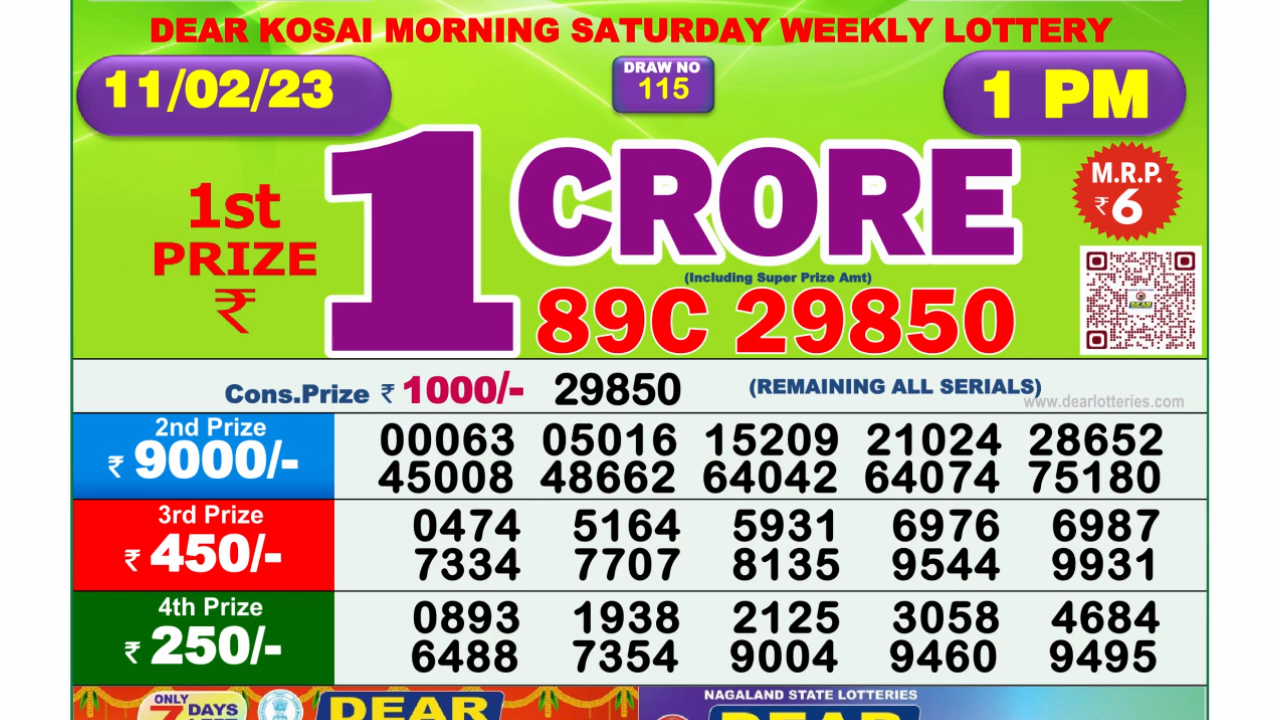 DEAR KOSAI MORNING SATURDAY WEEKLY LOTTERY
11/02/23
DRAW NO
115
1 PM
1st
PRIZE
₹
1 CRORE
(Including Super Prize Amt)
M.R.P.
₹ 6
DEAR
89C 29850
Cons.Prize ₹ 1000/- 29850 (REMAINING ALL SERIALS)
www.dearlotteries.com
2nd Prize
₹ 9000/-
00063 05016 15209 21024 28652
45008 48662 64042 64074 75180
3rd Prize
₹ 450/-
0474 5164 5931 6976 6987
7334 7707 8135 9544 9931
4th Prize
₹ 250/-
0893 1938 2125 3058 4684
6488 7354 9004 9460 9495
ONLY
7 DAYS
DEAR
NAGALAND STATE LOTTERIES
DEAR